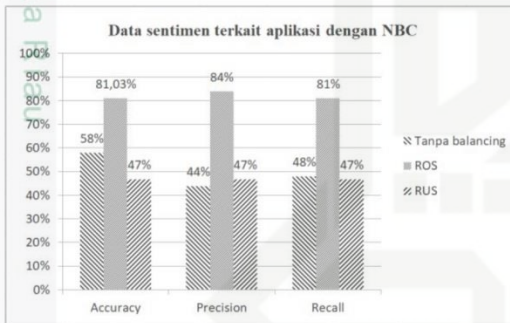 Data sentimen terkait aplikasi dengan NBC
100%
90%
80%
70%
60%
50%
40%
30%
20%
10%
0%
58%
81,03%
47%
44%
84%
47%
48%
81%
47%
Accuracy
Precision
Recall
Tanpa balancing
ROS
RUS
a Riau